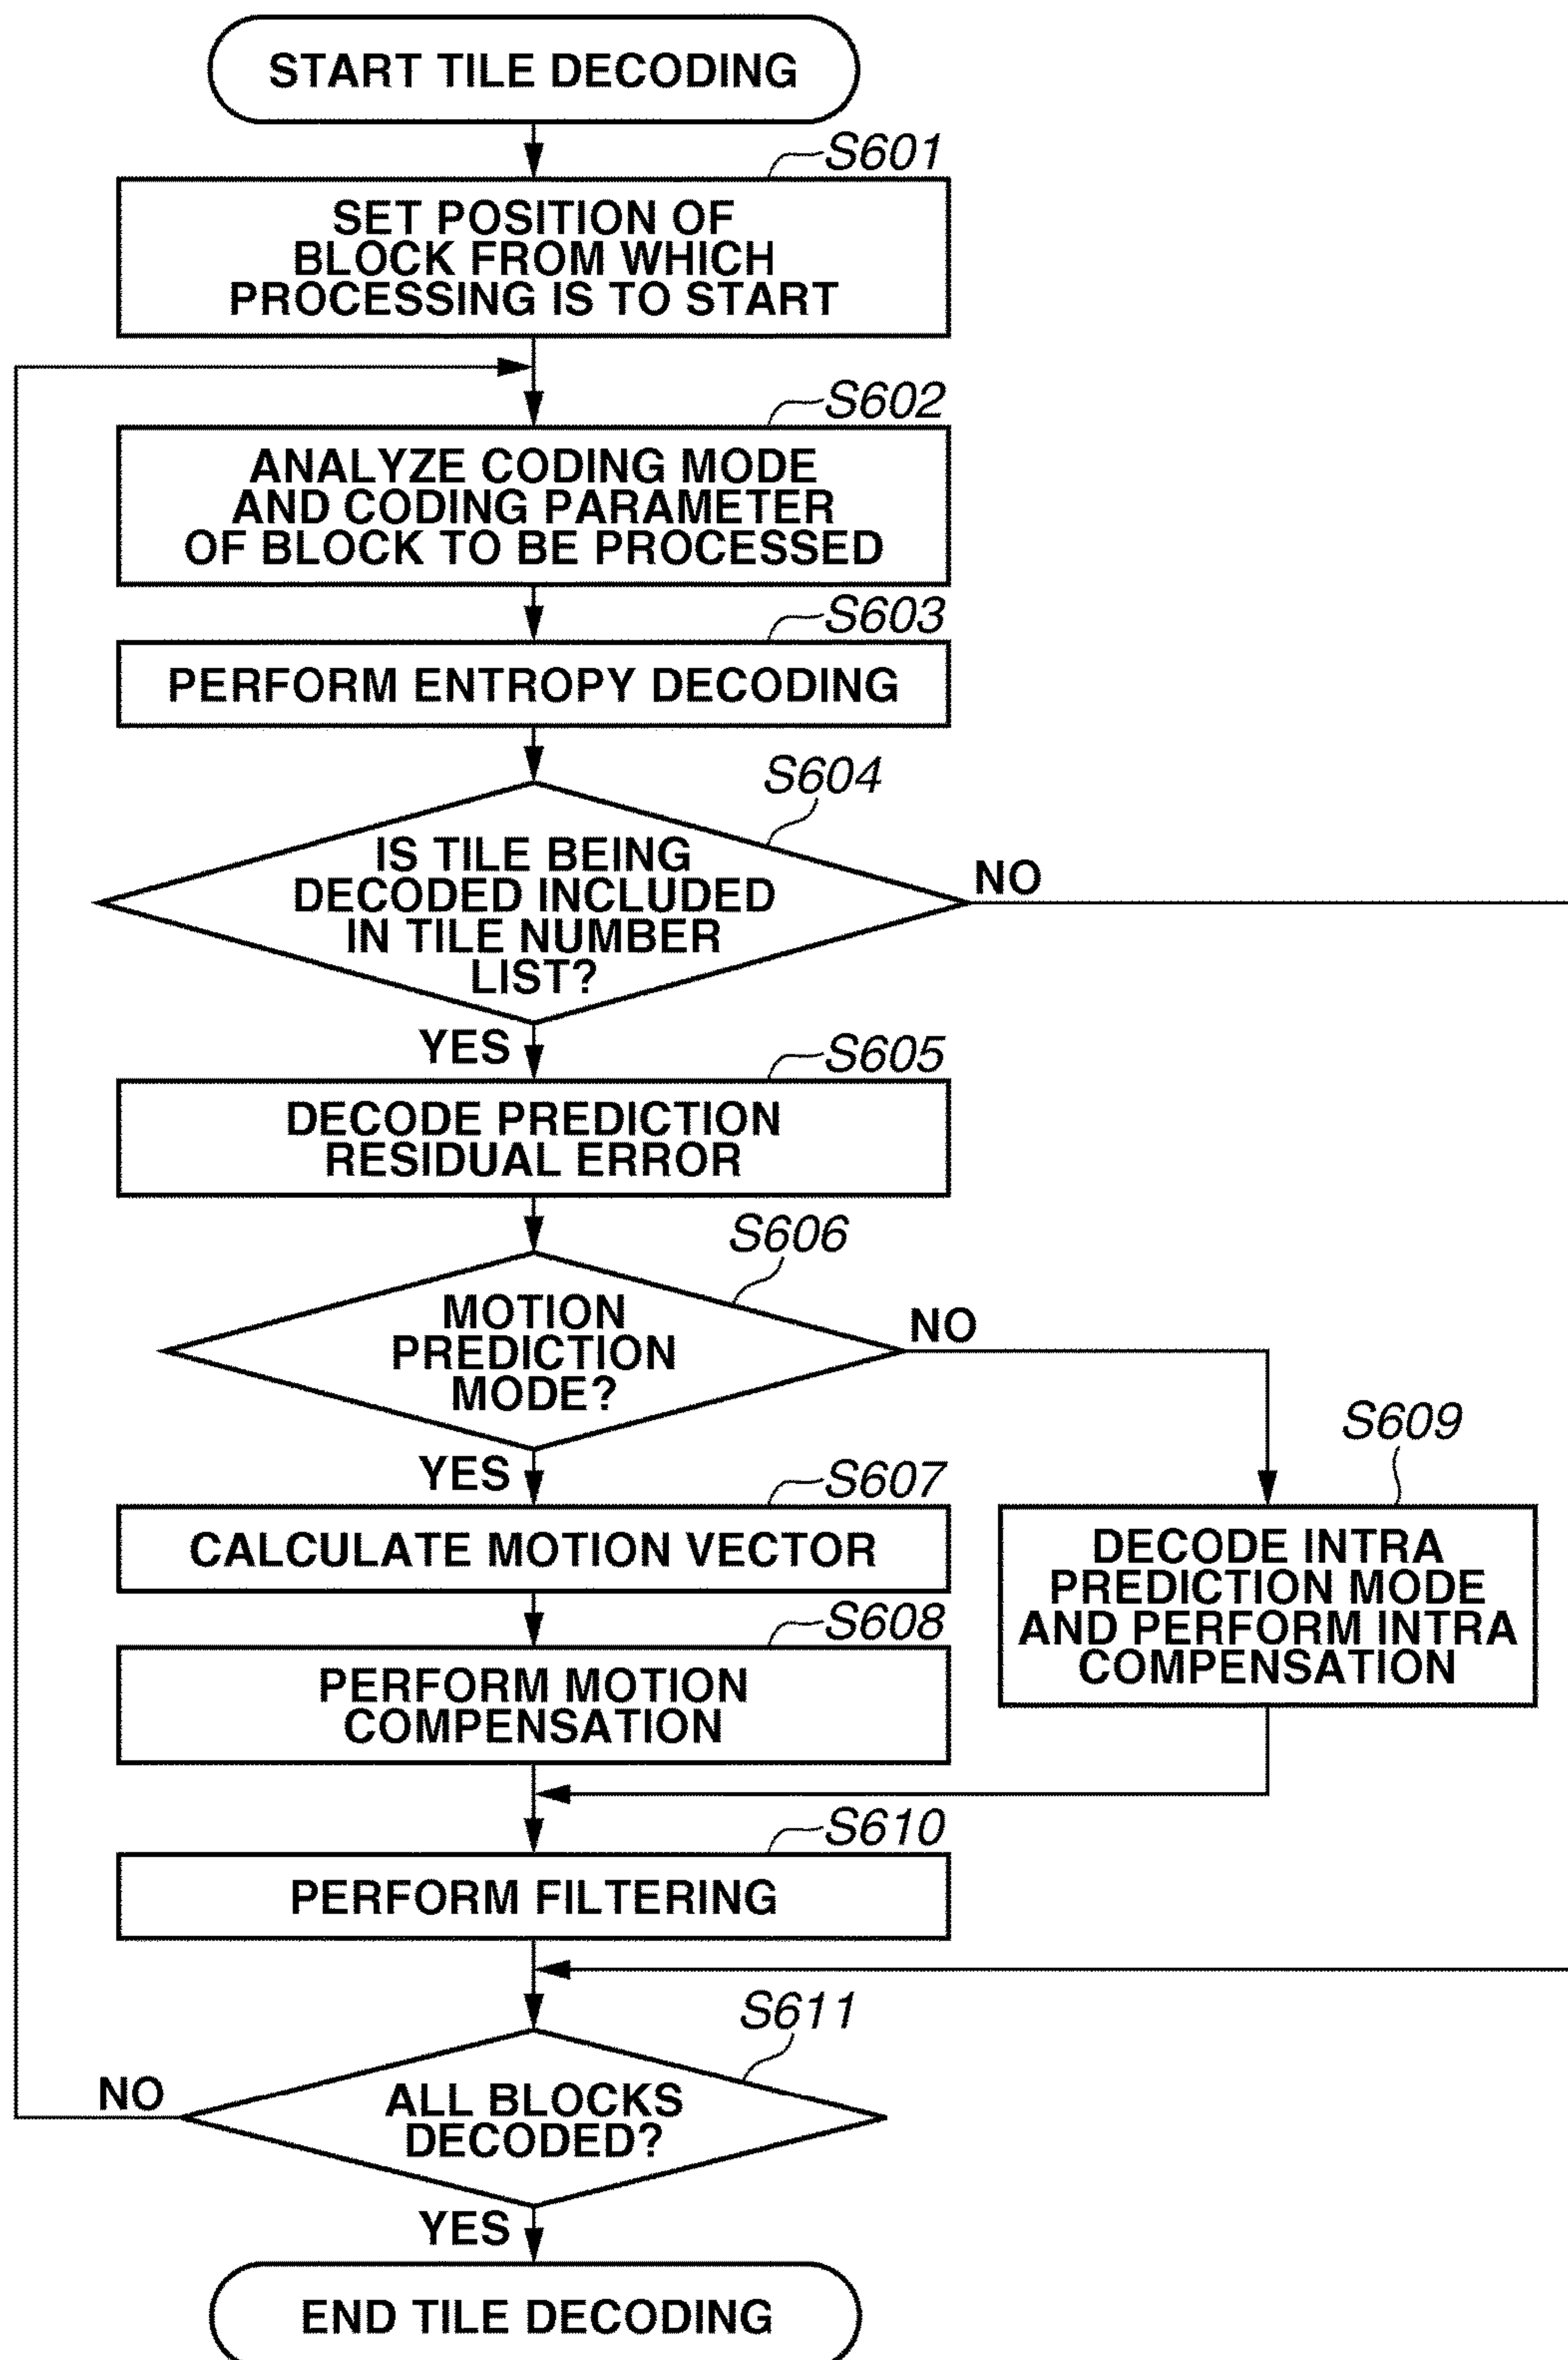 START TILE DECODING
S601
SET POSITION OF
BLOCK FROM WHICH
PROCESSING IS TO START
S602
ANALYZE CODING MODE
AND CODING PARAMETER
OF BLOCK TO BE PROCESSED
S603
PERFORM ENTROPY DECODING
S604
IS TILE BEING
DECODED INCLUDED
IN TILE NUMBER
LIST?
NO
YES
S605
DECODE PREDICTION
RESIDUAL ERROR
S606
MOTION
PREDICTION
MODE?
NO
YES
S607
CALCULATE MOTION VECTOR
S609
DECODE INTRA
PREDICTION MODE
AND PERFORM INTRA
COMPENSATION
S608
PERFORM MOTION
COMPENSATION
S610
PERFORM FILTERING
S611
ALL BLOCKS
DECODED?
NO
YES
END TILE DECODING